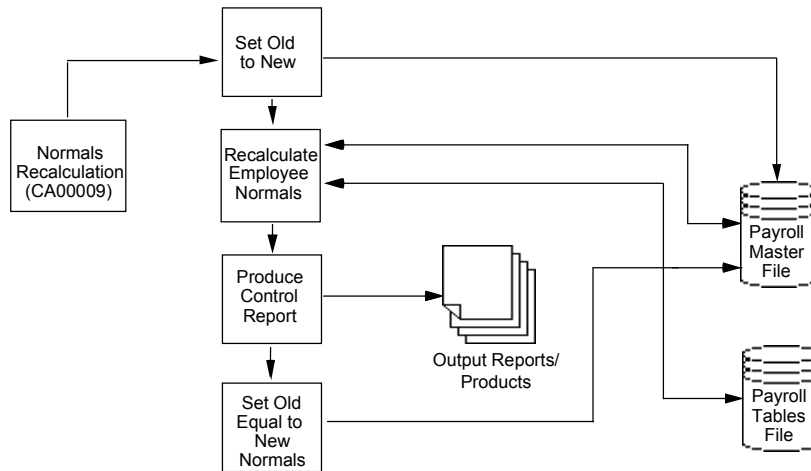 Set Old
to New
Normals
Recalculation
(CA00009)
Recalculate
Employee
Normals
Produce
Control
Report
Output Reports/
Products
Set Old
Equal to
New
Normals
Payroll
Master
File
Payroll
Tables
File